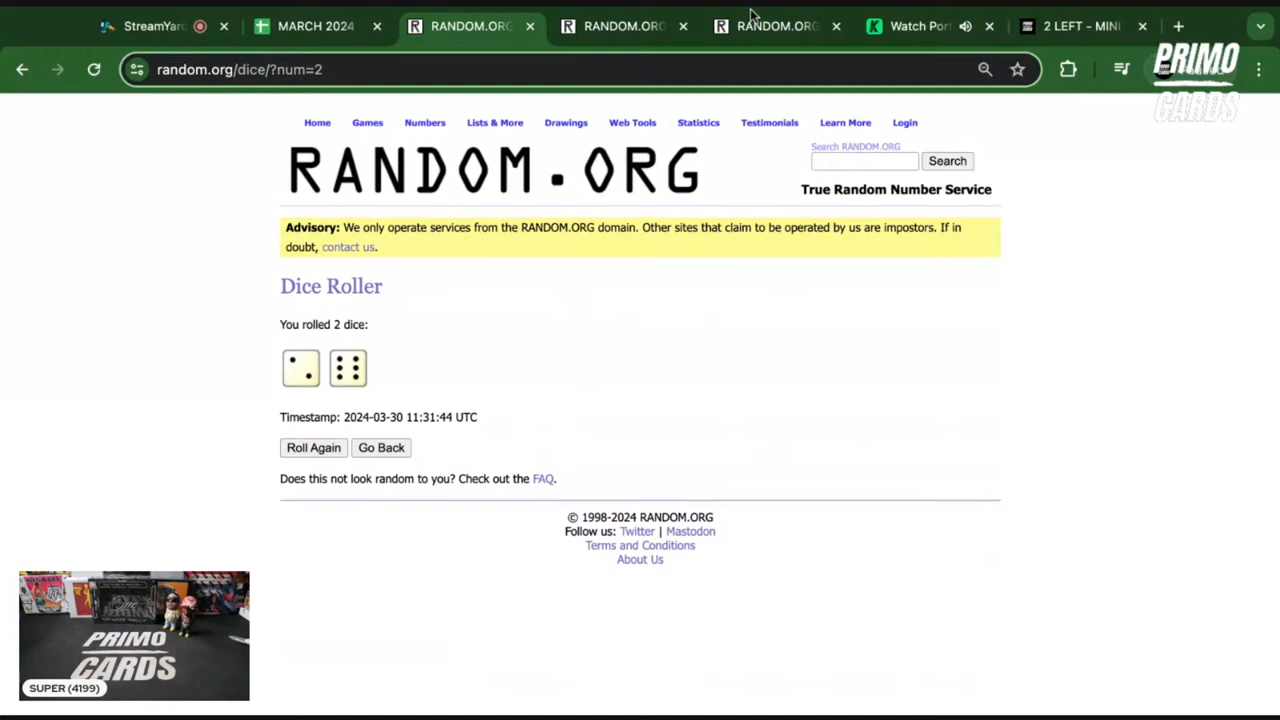 StreamYar
MARCH 2024
RANDOM.ORG
RANDOM.ORG
RANDOM.ORG
Watch Por
2 LEFT - MINI
random.org/dice/?num=2
PRIMO
CARDS
Home
Games
Numbers
Lists & More
Drawings
Web Tools
Statistics
Testimonials
Learn More
Login
RANDOM.ORG
Search RANDOM.ORG
Search
True Random Number Service
Advisory: We only operate services from the RANDOM.ORG domain. Other sites that claim to be operated by us are impostors. If in
doubt, contact us.
Dice Roller
You rolled 2 dice:
Timestamp: 2024-03-30 11:31:44 UTC
Roll Again
Go Back
Does this not look random to you? Check out the FAQ.
© 1998-2024 RANDOM.ORG
Follow us: Twitter | Mastodon
Terms and Conditions
About Us
PRIMO
CARDS
SUPER (4199)